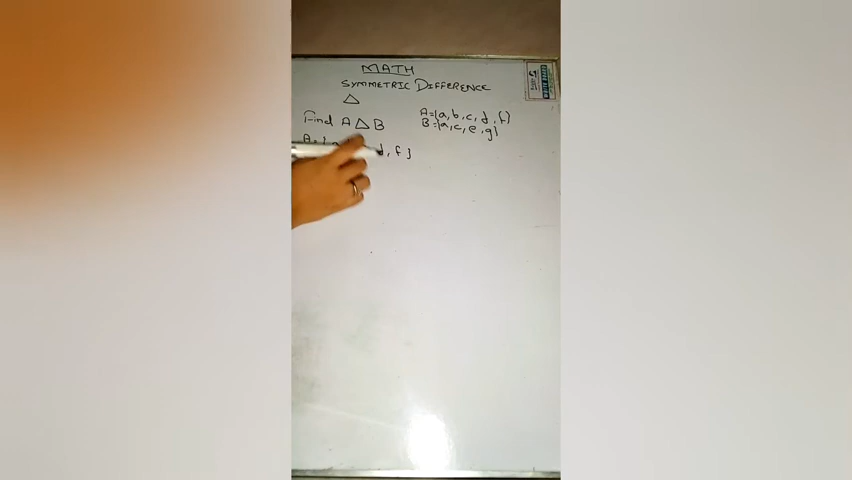 MATH
SYMMETRIC DIFFERENCE
△
Find A △ B
A={a, b, c, d, f}
B={a, c, e, g}
A={
d, f }